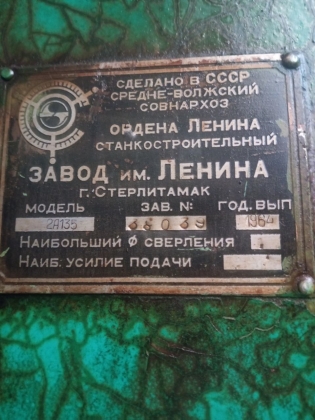 СДЕЛАНО В СССР
СРЕДНЕ-ВОЛЖСКИЙ
СОВНАРХОЗ
ОРДЕНА ЛЕНИНА
СТАНКОСТРОИТЕЛЬНЫЙ
ЗАВОД ИМ. ЛЕНИНА
Г. СТЕРЛИТАМАК
МОДЕЛЬ ЗАВ. № ГОД. ВЫП
2А135 1964
НАИБОЛЬШИЙ Ø СВЕРЛЕНИЯ
НАИБ. УСИЛИЕ ПОДАЧИ